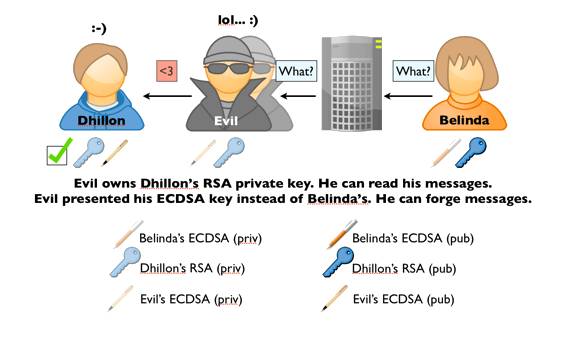 :-)
lol... :)
<3
What?
What?
Dhillon
Evil
Belinda
Evil owns Dhillon's RSA private key. He can read his messages.
Evil presented his ECDSA key instead of Belinda's. He can forge messages.
Belinda's ECDSA (priv)
Belinda's ECDSA (pub)
Dhillon's RSA (priv)
Dhillon's RSA (pub)
Evil's ECDSA (priv)
Evil's ECDSA (pub)